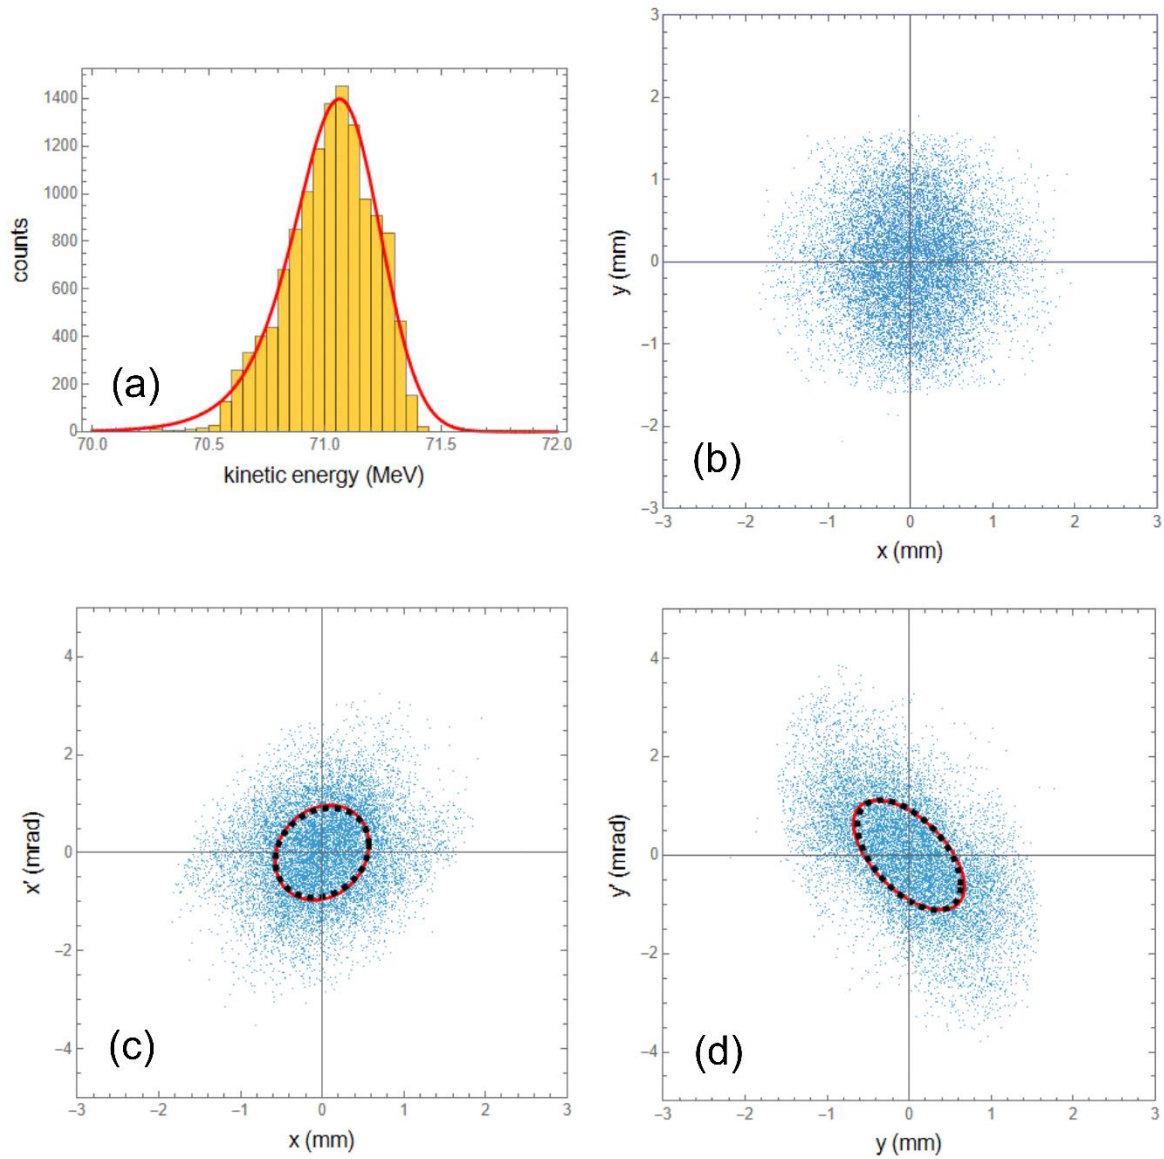 1400
1200
1000
800
600
400
200
0
counts
(a)
70.0 70.5 71.0 71.5 72.0
kinetic energy (MeV)
3
2
1
0
−1
−2
−3
y (mm)
(b)
−3 −2 −1 0 1 2 3
x (mm)
4
2
0
−2
−4
x' (mrad)
(c)
−3 −2 −1 0 1 2 3
x (mm)
4
2
0
−2
−4
y' (mrad)
(d)
−3 −2 −1 0 1 2 3
y (mm)